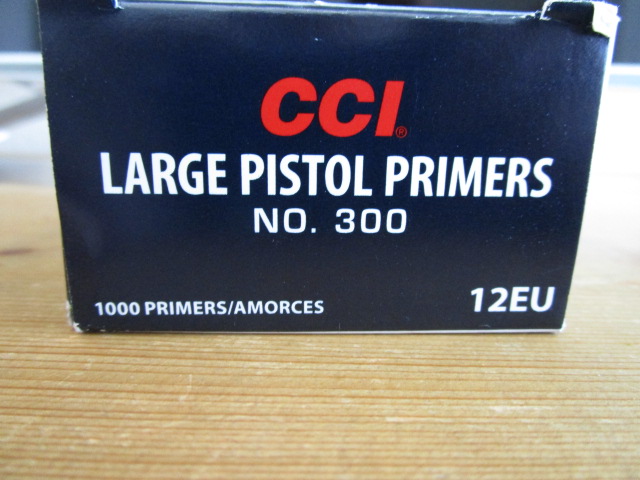 CCI®
LARGE PISTOL PRIMERS
NO. 300
1000 PRIMERS/AMORCES
12EU